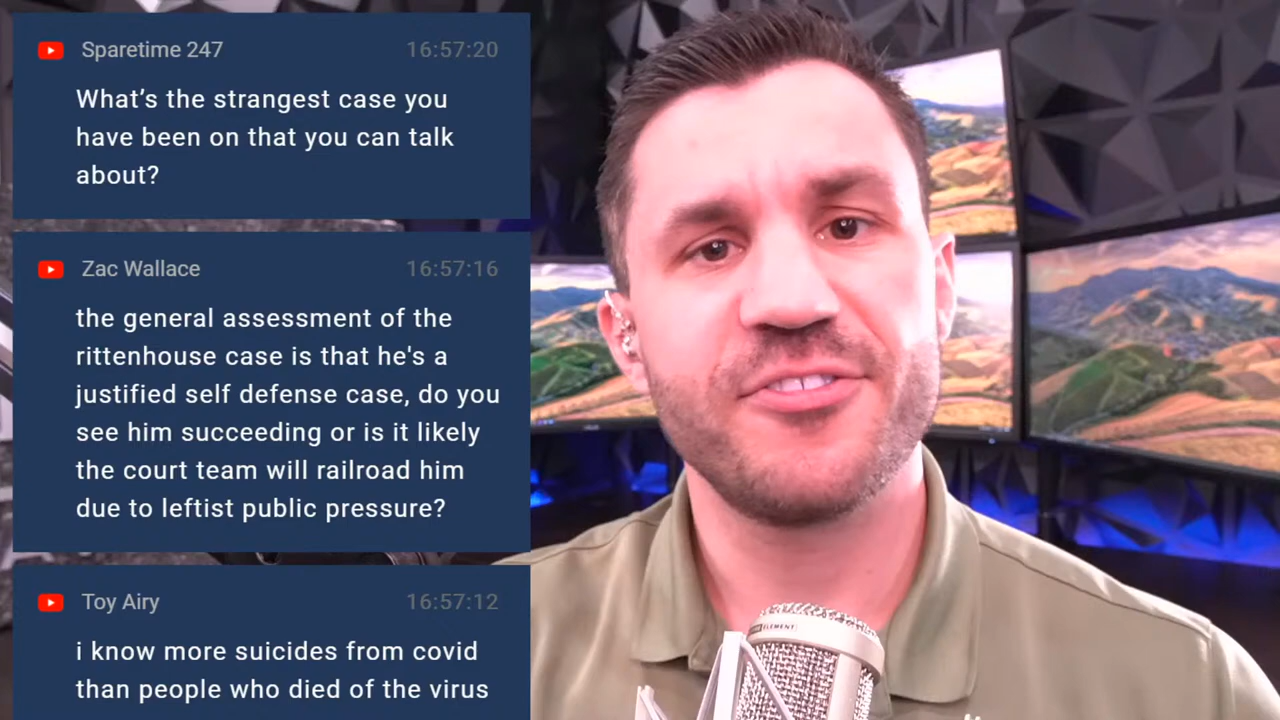 Sparetime 247
16:57:20
What's the strangest case you
have been on that you can talk
about?
Zac Wallace
16:57:16
the general assessment of the
rittenhouse case is that he's a
justified self defense case, do you
see him succeeding or is it likely
the court team will railroad him
due to leftist public pressure?
Toy Airy
16:57:12
i know more suicides from covid
than people who died of the virus
ELEMENT